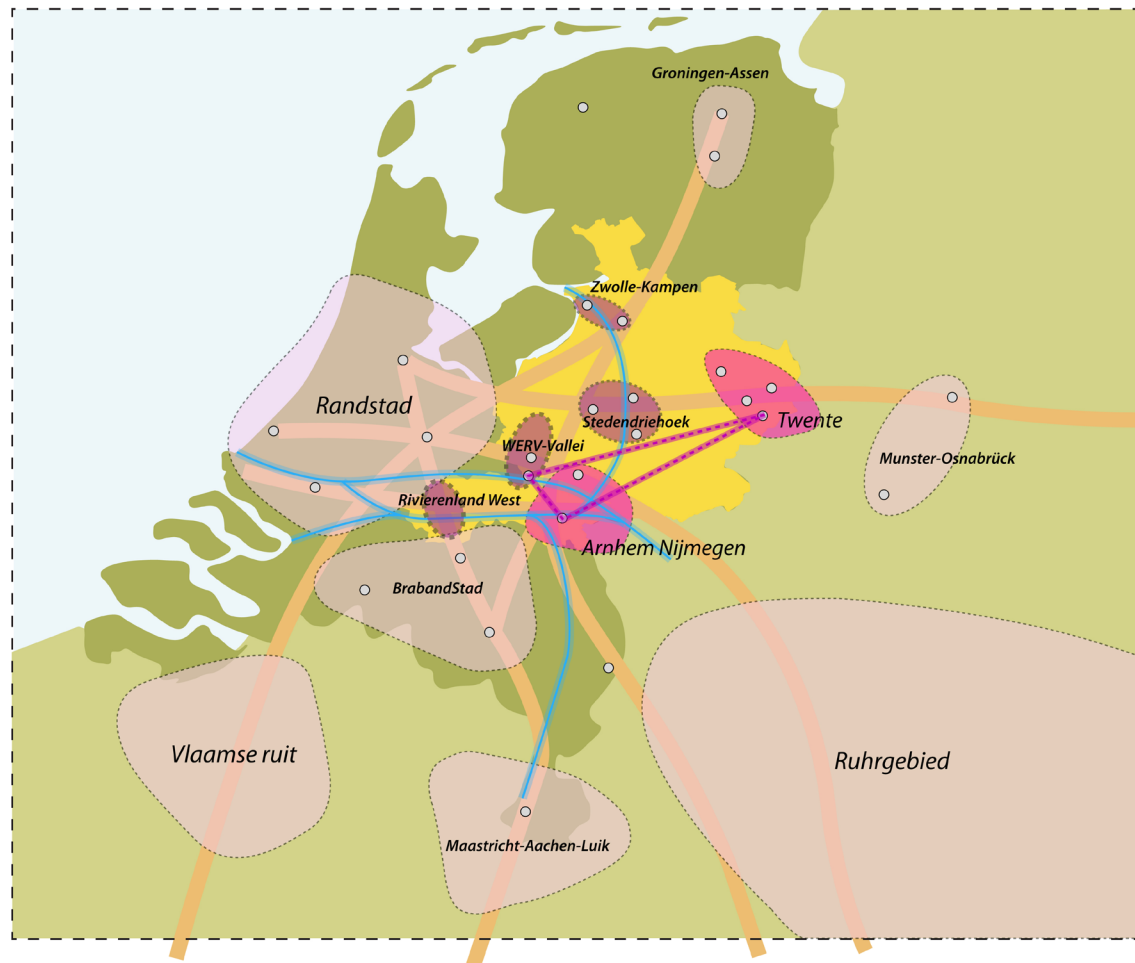 Groningen-Assen
Zwolle-Kampen
Randstad
Stedendriehoek
Twente
WERV-Vallei
Munster-Osnabrück
Rivierenland West
Arnhem Nijmegen
BrabandStad
Vlaamse ruit
Ruhrgebied
Maastricht-Aachen-Luik